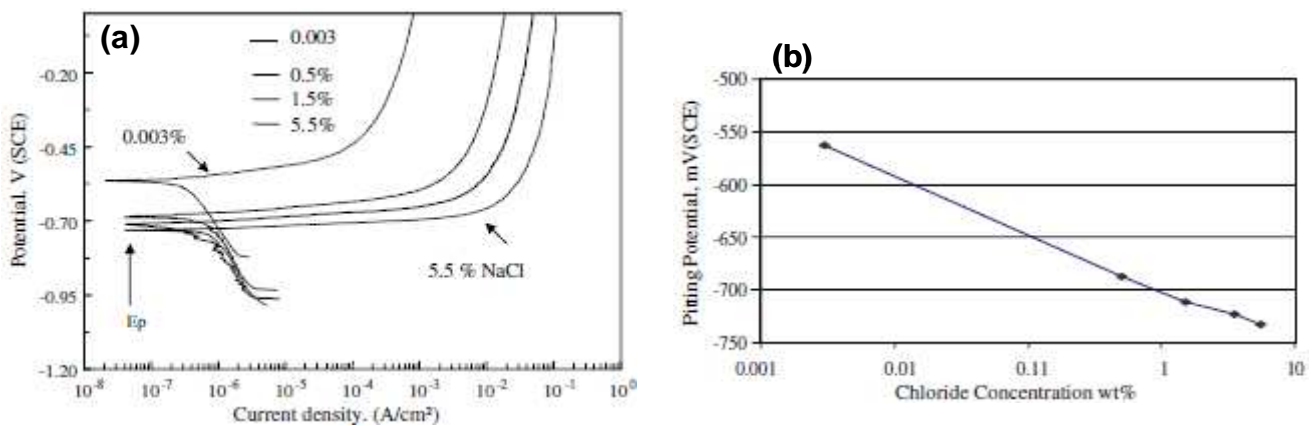 (a)
0.003
0.5%
1.5%
5.5%
0.003%
5.5 % NaCl
Ep
-0.20
-0.45
-0.70
-0.95
-1.20
Potential. V (SCE)
10⁻⁸ 10⁻⁷ 10⁻⁶ 10⁻⁵ 10⁻⁴ 10⁻³ 10⁻² 10⁻¹ 10⁰
Current density. (A/cm²)
(b)
-500
-550
-600
-650
-700
-750
Pitting Potential, mV(SCE)
0.001 0.01 0.11 1 10
Chloride Concentration wt%